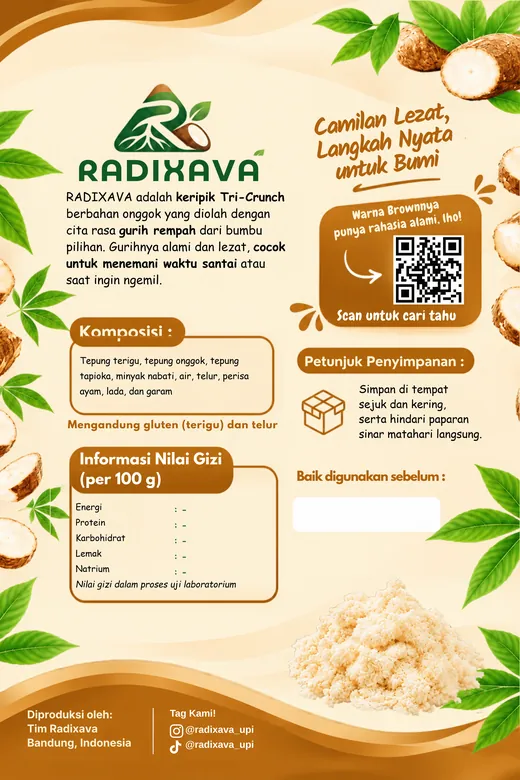 RADIXAVA
RADIXAVA adalah keripik Tri-Crunch
berbahan onggok yang diolah dengan
cita rasa gurih rempah dari bumbu
pilihan. Gurihnya alami dan lezat, cocok
untuk menemani waktu santai atau
saat ingin ngemil.
Camilan Lezat,
Langkah Nyata
untuk Bumi
Warna Brownnya
punya rahasia alami, lho!
Scan untuk cari tahu
Komposisi :
Tepung terigu, tepung onggok, tepung
tapioka, minyak nabati, air, telur, perisa
ayam, lada, dan garam
Mengandung gluten (terigu) dan telur
Petunjuk Penyimpanan :
Simpan di tempat
sejuk dan kering,
serta hindari paparan
sinar matahari langsung.
Informasi Nilai Gizi
(per 100 g)
Energi : -
Protein : -
Karbohidrat : -
Lemak : -
Natrium : -
Nilai gizi dalam proses uji laboratorium
Baik digunakan sebelum :
Diproduksi oleh:
Tim Radixava
Bandung, Indonesia
Tag Kami!
@radixava_upi
@radixava_upi